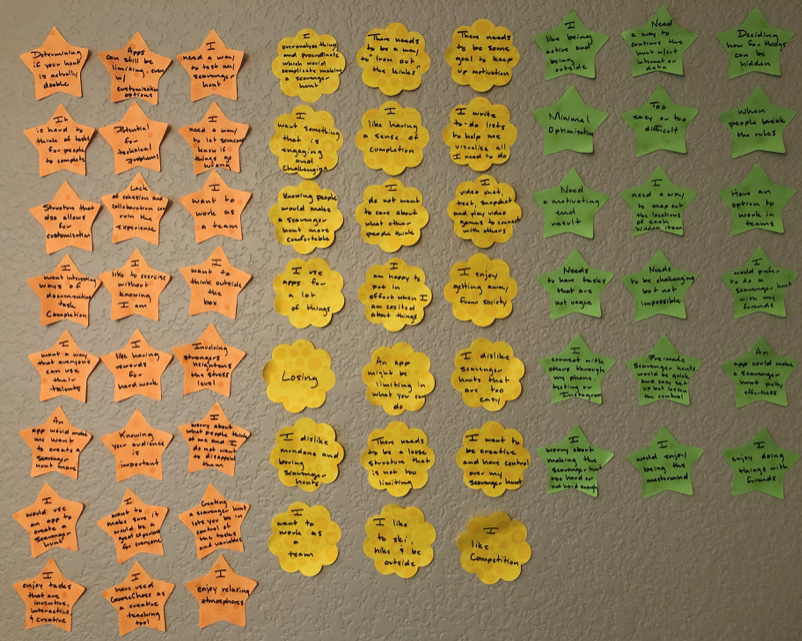 Determining
if your hunt
is actually
doable
Apps
can still be
limiting, even
w/
customization
options
I
need a way
to test my
scavenger
hunt
It
is hard to
think of tasks
for people to
complete
Potential
for
technical
problems
I
need a way
to let someone
know if
things go
wrong
Structure that
also allows
for
customization
Lack
of cohesion and
collaboration can
ruin the
experience
I
want to
work as
a team
I
want interesting
ways of
documenting
task
completion
I
like to exercise
without
knowing
I am
I
want to
think outside
the
box
I
want a way
that everyone
can use
their
talents
I
like having
rewards
for
hard work
Involving
strangers
heightens
the stress
level
An
app would make
me want to
create a
scavenger
hunt more
Knowing
your audience
is
important
I
worry about
what people think
of me and I
do not want
to disappoint
them
I
would use
an app to
create a
scavenger
hunt
I
want to
make sure it
would be a
good experience
for everyone
Creating
a scavenger hunt
lets you be in
control of
the tasks
and variables
I
enjoy tasks
that are
inventive,
interactive
& creative
I
have used
GooseChase as
a creative
teaching
tool
I
enjoy relaxing
atmospheres
I
overanalyze things
and procrastinate
which would
complicate making
a scavenger
hunt
There needs
to be a way
to "iron out
the kinks"
There needs
to be some
goal to keep
up motivation
I
want something
that is
engaging
and
challenging
I
like having
a sense of
completion
I write
to-do lists
to help me
visualize all
I need to do
Knowing people
would make
a scavenger
hunt more
comfortable
I
do not want
to care about
what other
people think
I
video chat,
text, snapchat
and play video
games to connect
with others
I use
apps for
a lot
of things
I
am happy to
put in
effort when I
am excited
about things
I enjoy
getting away
from society
Losing
An app
might be
limiting in
what you can
do
I dislike
scavenger
hunts that
are too
easy
I dislike
mundane and
boring
scavenger
hunts
There needs
to be a loose
structure that
is not too
limiting
I want to
be creative
and have control
over my
scavenger hunt
I
want to
work as
a
team
I like
to ski,
hike & be
outside
I
like
Competition
I
like being
active and
being
outside
Need
a way to
continue the
hunt w/out
internet or
data
Deciding
how far things
can be
hidden
Minimal
Optimization
Too
easy or too
difficult
When
people break
the rules
Need
a motivating
end
result
I
need a way
to map out
the locations
of each
hidden item
Have an
option to
work in
teams
Needs
to have tasks
that are
not vague
Needs
to be challenging
but not
impossible
I
would prefer
to do a
scavenger hunt
with my
friends
I
connect with
others through
my phone,
texting or
Instagram
Pre-made
scavenger hunts
would be quick
and easy set
up but lessen
the control
An
app could make
a scavenger
hunt pretty
effortless
I
worry about
making the
scavenger hunt
too hard or
not hard enough
I
would enjoy
being the
mastermind
I
enjoy doing
things with
friends